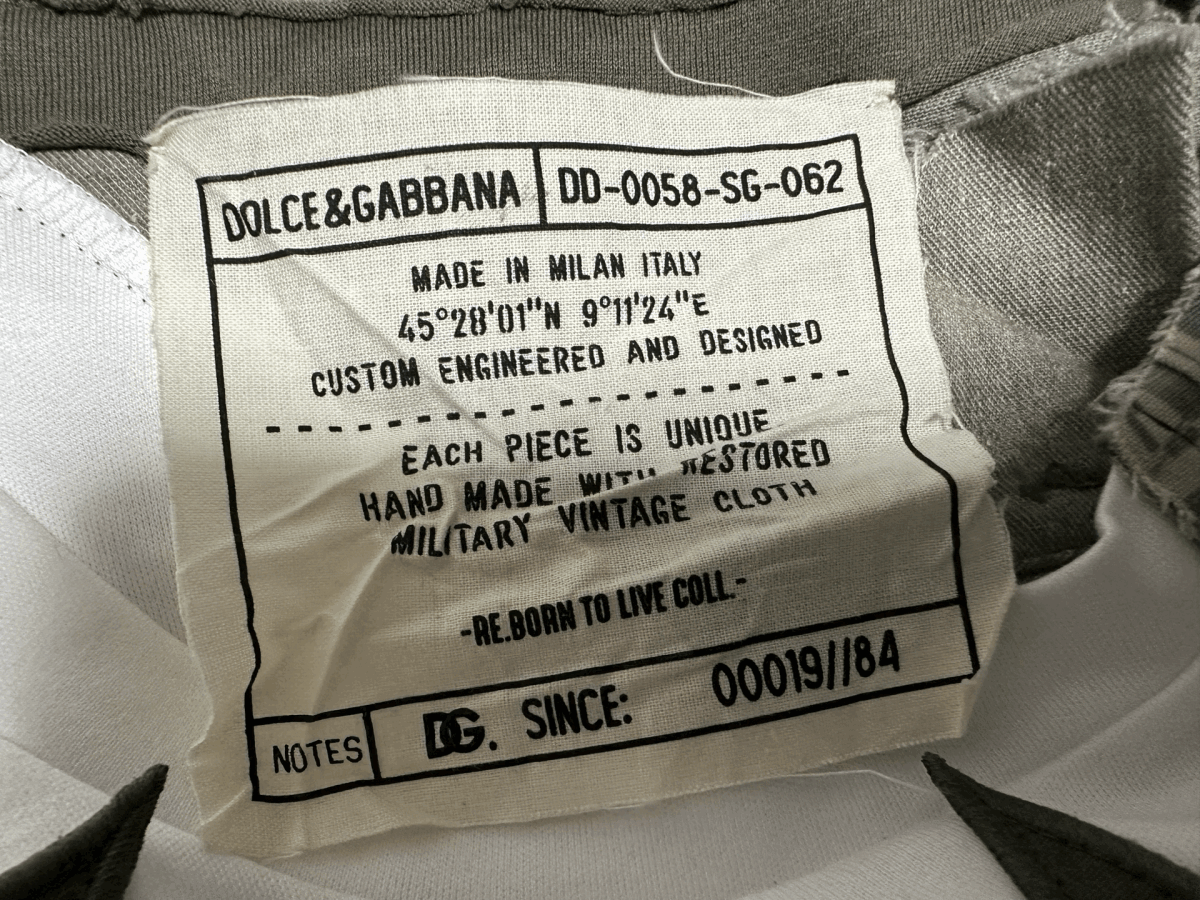 DOLCE&GABBANA DD-0058-SG-062
MADE IN MILAN ITALY
45°28'01"N 9°11'24"E
CUSTOM ENGINEERED AND DESIGNED
EACH PIECE IS UNIQUE
HAND MADE WITH RESTORED
MILITARY VINTAGE CLOTH
-RE.BORN TO LIVE COLL.-
NOTES DG. SINCE: 00019//84